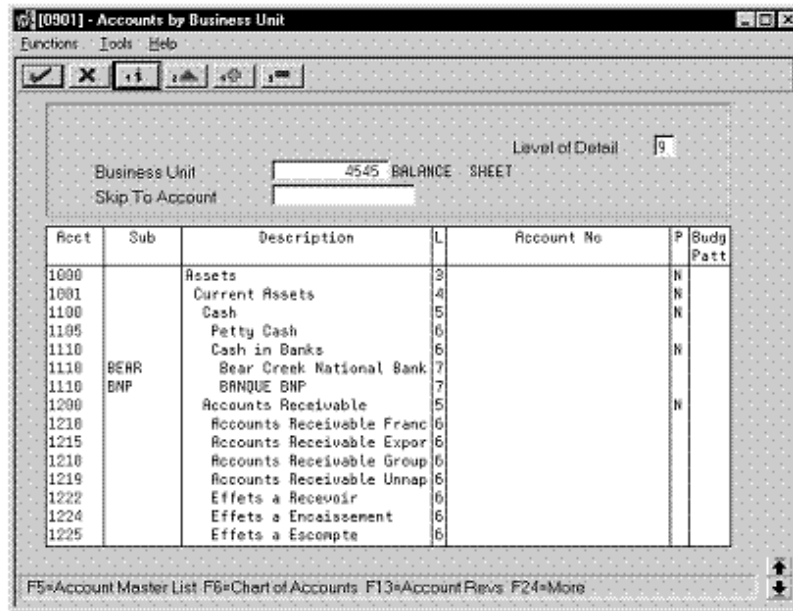 [0901] - Accounts by Business Unit
Functions Tools Help
Level of Detail 9
Business Unit 4545 BALANCE SHEET
Skip To Account
Acct Sub Description L Account No P Budg Patt
1000 Assets 3 N
1001 Current Assets 4 N
1100 Cash 5 N
1105 Petty Cash 6
1110 Cash in Banks 6 N
1110 BEAR Bear Creek National Bank 7
1110 BNP BANQUE BNP 7
1200 Accounts Receivable 5 N
1210 Accounts Receivable Franc 6
1215 Accounts Receivable Expor 6
Accounts Receivable Group 6
1219 Accounts Receivable Unnap 6
1222 Effets a Recevoir 6
1224 Effets a Encaissement 6
1225 Effets a Escompte 6
F5=Account Master List F6=Chart of Accounts F13=Account Revs F24=More